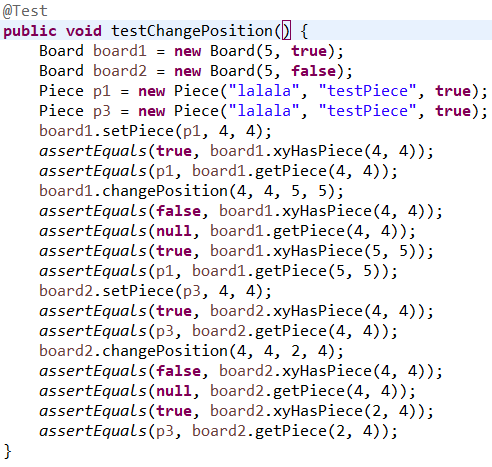 @Test
public void testChangePosition() {
    Board board1 = new Board(5, true);
    Board board2 = new Board(5, false);
    Piece p1 = new Piece("lalala", "testPiece", true);
    Piece p3 = new Piece("lalala", "testPiece", true);
    board1.setPiece(p1, 4, 4);
    assertEquals(true, board1.xyHasPiece(4, 4));
    assertEquals(p1, board1.getPiece(4, 4));
    board1.changePosition(4, 4, 5, 5);
    assertEquals(false, board1.xyHasPiece(4, 4));
    assertEquals(null, board1.getPiece(4, 4));
    assertEquals(true, board1.xyHasPiece(5, 5));
    assertEquals(p1, board1.getPiece(5, 5));
    board2.setPiece(p3, 4, 4);
    assertEquals(true, board2.xyHasPiece(4, 4));
    assertEquals(p3, board2.getPiece(4, 4));
    board2.changePosition(4, 4, 2, 4);
    assertEquals(false, board2.xyHasPiece(4, 4));
    assertEquals(null, board2.getPiece(4, 4));
    assertEquals(true, board2.xyHasPiece(2, 4));
    assertEquals(p3, board2.getPiece(2, 4));
}